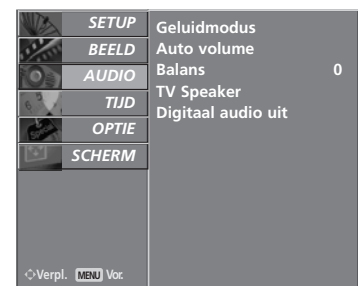 SETUP
BEELD
AUDIO
TIJD
OPTIE
SCHERM
Geluidmodus
Auto volume
Balans 0
TV Speaker
Digitaal audio uit
Verpl. MENU Vor.